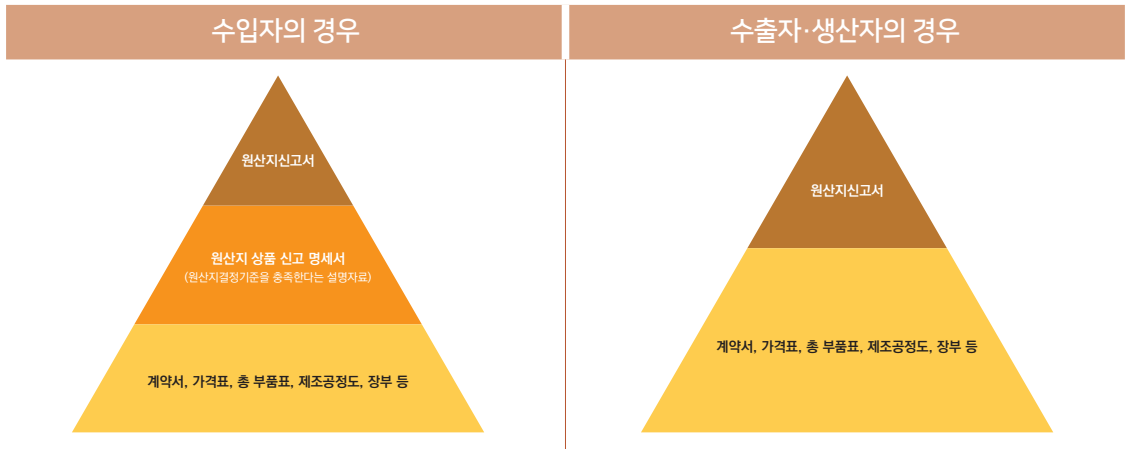 수입자의 경우
원산지신고서
원산지 상품 신고 명세서
(원산지결정기준을 충족한다는 설명자료)
계약서, 가격표, 총 부품표, 제조공정도, 장부 등
수출자·생산자의 경우
원산지신고서
계약서, 가격표, 총 부품표, 제조공정도, 장부 등